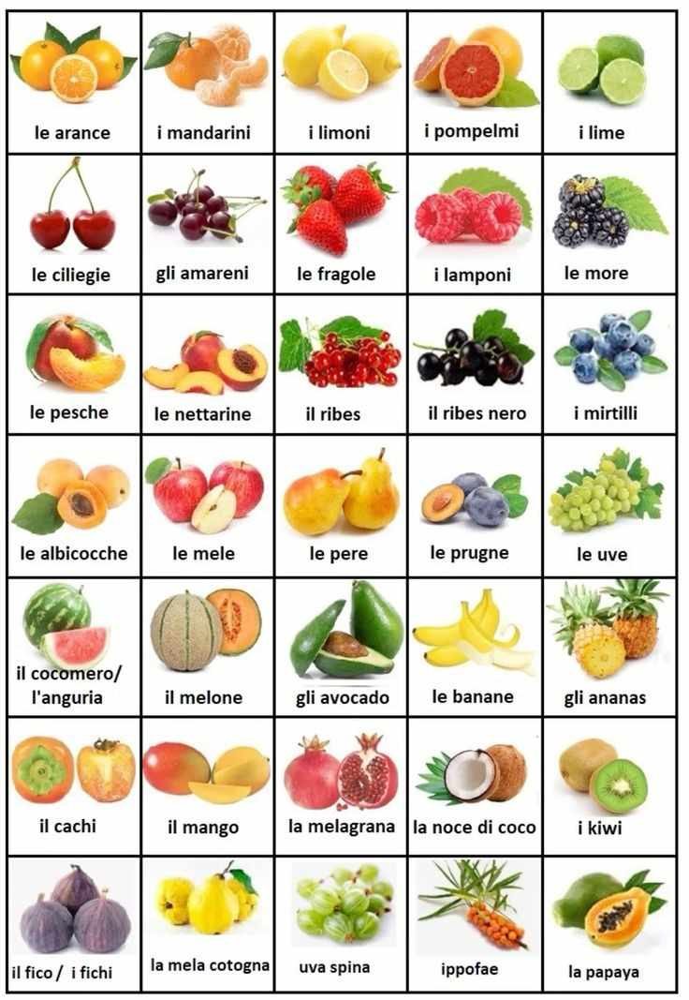 le arance
i mandarini
i limoni
i pompelmi
i lime
le ciliegie
gli amareni
le fragole
i lamponi
le more
le pesche
le nettarine
il ribes
il ribes nero
i mirtilli
le albicocche
le mele
le pere
le prugne
le uve
il cocomero/
l'anguria
il melone
gli avocado
le banane
gli ananas
il cachi
il mango
la melagrana
la noce di coco
i kiwi
il fico / i fichi
la mela cotogna
uva spina
ippofae
la papaya